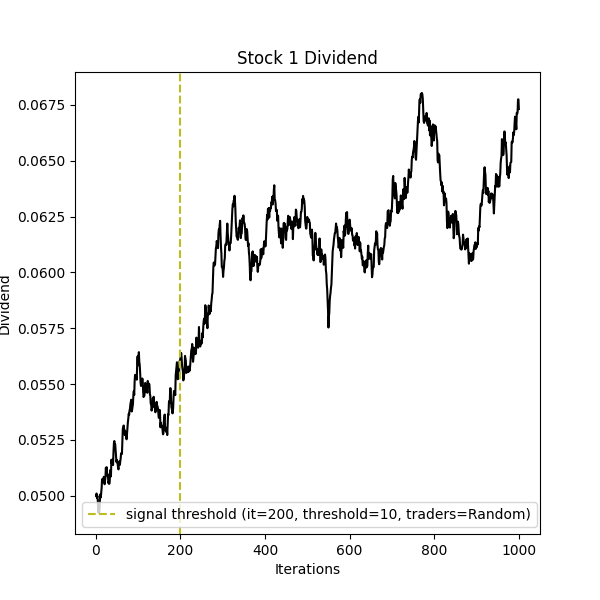 Stock 1 Dividend
Dividend
0.0675
0.0650
0.0625
0.0600
0.0575
0.0550
0.0525
0.0500
signal threshold (it=200, threshold=10, traders=Random)
0 200 400 600 800 1000
Iterations